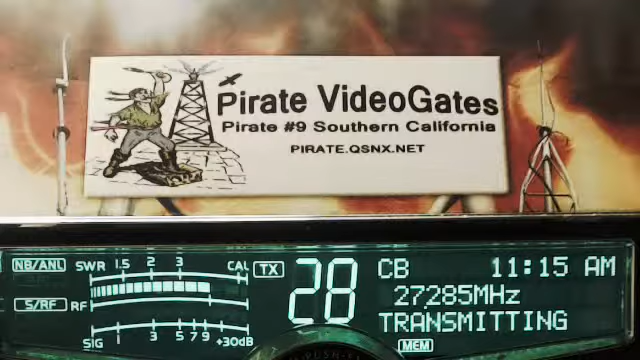 Pirate VideoGates
Pirate #9 Southern California
PIRATE.QSNX.NET
NB/ANL SWR 1.5 2 3 CAL TX 28 CB 11:15 AM
S/RF RF 27285MHz
TRANSMITTING
SIG 1 3 5 7 9 +30dB MEM
PUSH